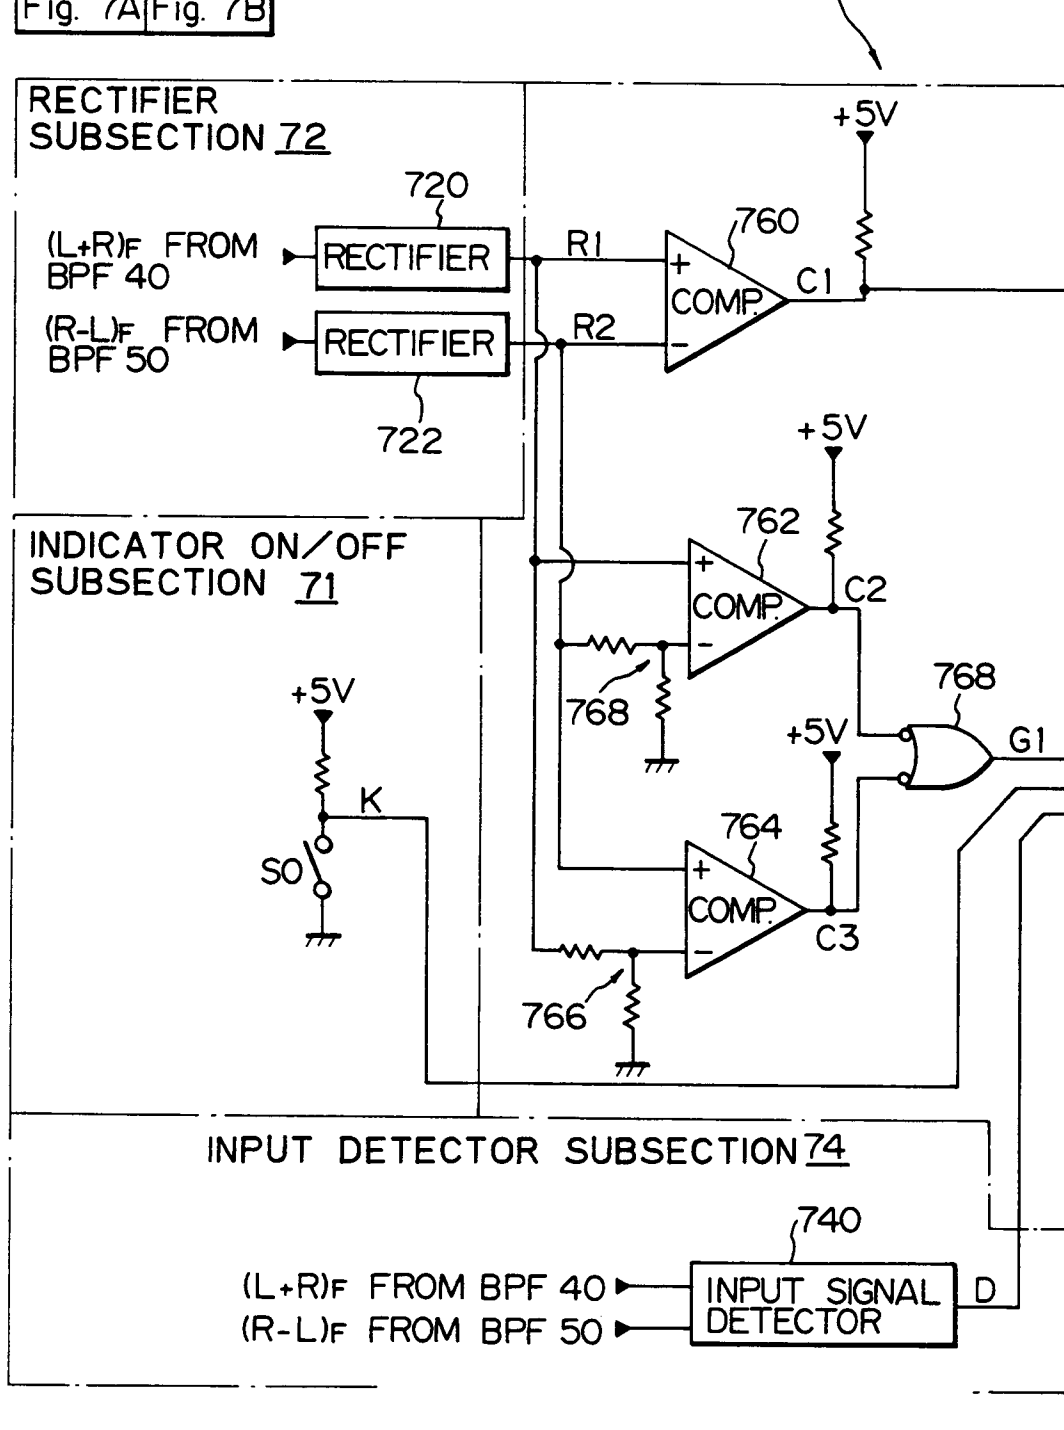 Fig. 7A Fig. 7B
RECTIFIER
SUBSECTION 72
+5V
720
760
(L+R)F FROM
BPF 40
RECTIFIER
R1
+
COMP.
C1
(R-L)F FROM
BPF 50
RECTIFIER
R2
−
722
+5V
INDICATOR ON/OFF
SUBSECTION 71
762
+
COMP.
C2
−
768
768
+5V
+5V
G1
K
764
SO
+
COMP.
C3
−
766
INPUT DETECTOR SUBSECTION 74
740
(L+R)F FROM BPF 40
(R-L)F FROM BPF 50
INPUT SIGNAL
DETECTOR
D